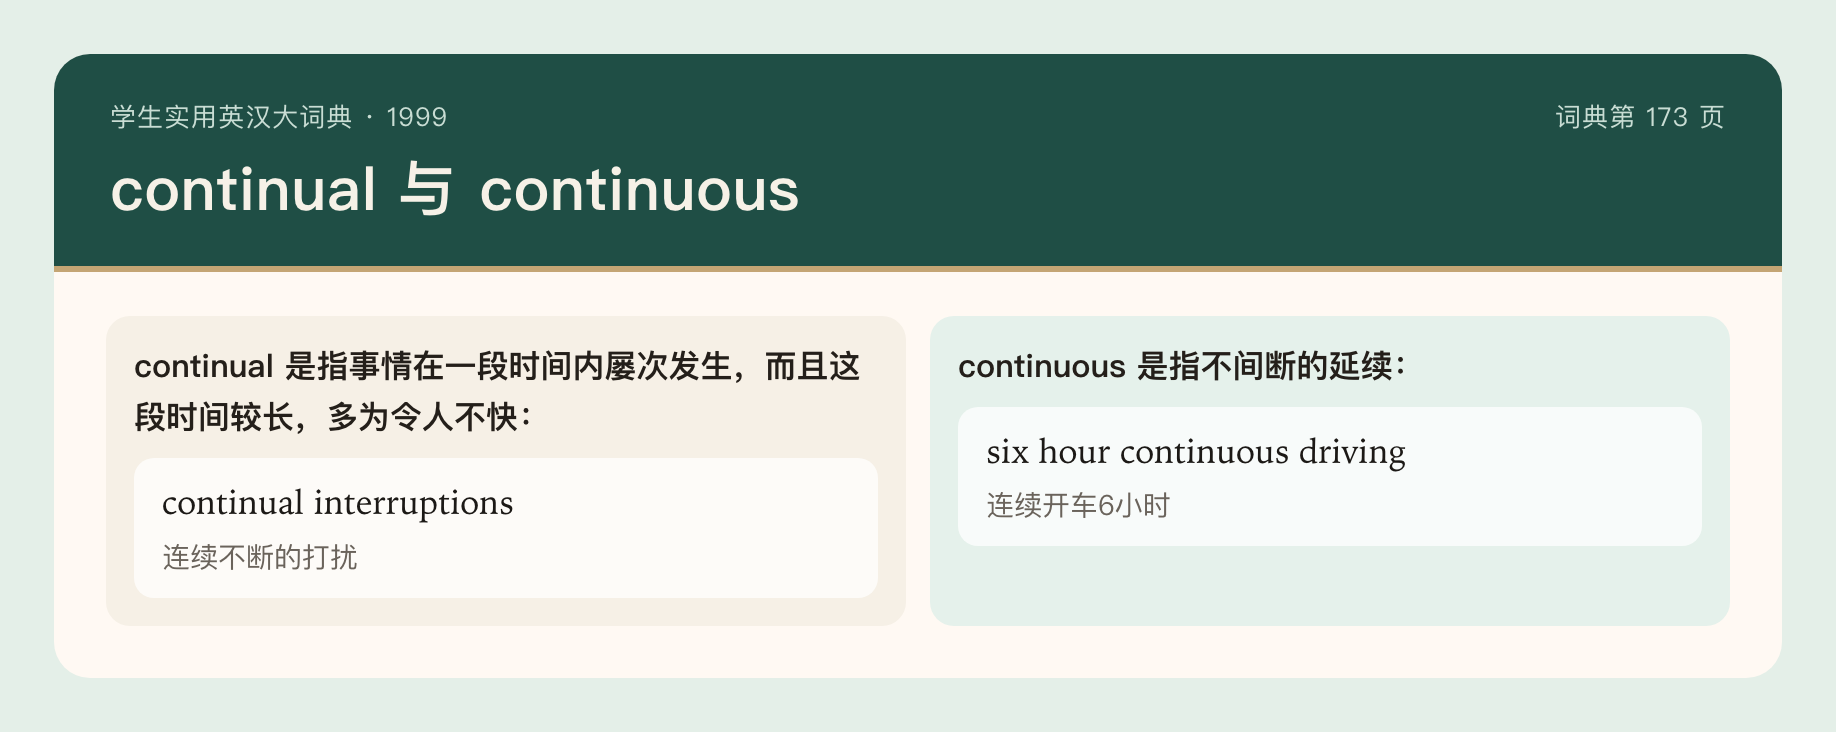 学生实用英汉大词典 · 1999
词典第 173 页
continual 与 continuous
continual 是指事情在一段时间内屡次发生，而且这
段时间较长，多为令人不快：
continual interruptions
连续不断的打扰
continuous 是指不间断的延续：
six hour continuous driving
连续开车6小时